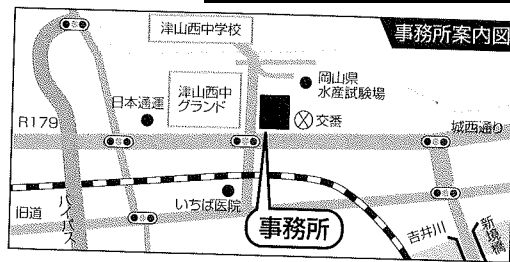 事務所案内図
津山西中学校
岡山県
水産試験場
津山西中
グランド
日本通運
交番
R179
城西通り
バイパス
旧道
いちば医院
事務所
吉井川
新境橋